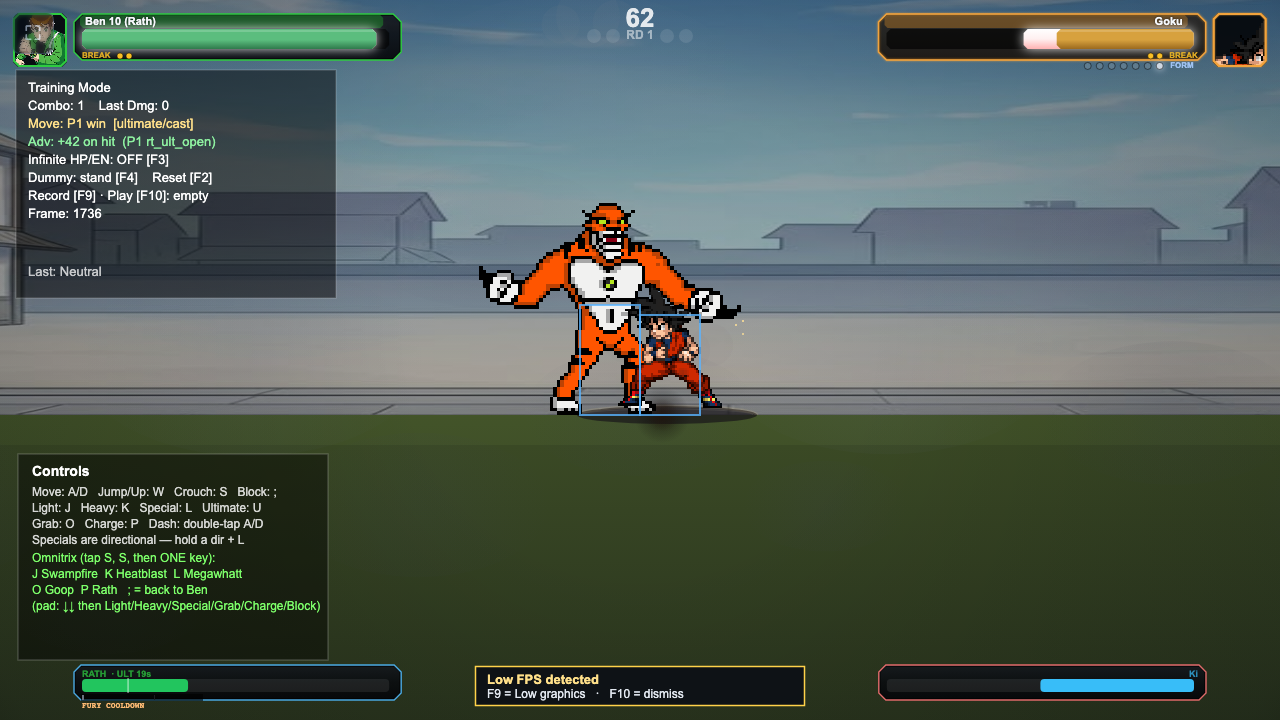 Ben 10 (Rath)
62
RD 1
Goku
BREAK
BREAK
FORM
Training Mode
Combo: 1 Last Dmg: 0
Move: P1 win [ultimate/cast]
Adv: +42 on hit (P1 rt_ult_open)
Infinite HP/EN: OFF [F3]
Dummy: stand [F4] Reset [F2]
Record [F9] · Play [F10]: empty
Frame: 1736
Last: Neutral
Controls
Move: A/D Jump/Up: W Crouch: S Block: ;
Light: J Heavy: K Special: L Ultimate: U
Grab: O Charge: P Dash: double-tap A/D
Specials are directional — hold a dir + L
Omnitrix (tap S, S, then ONE key):
J Swampfire K Heatblast L Megawhatt
O Goop P Rath ; = back to Ben
(pad: ↓↓ then Light/Heavy/Special/Grab/Charge/Block)
RATH · ULT 19s
FURY COOLDOWN
Low FPS detected
F9 = Low graphics · F10 = dismiss
Ki